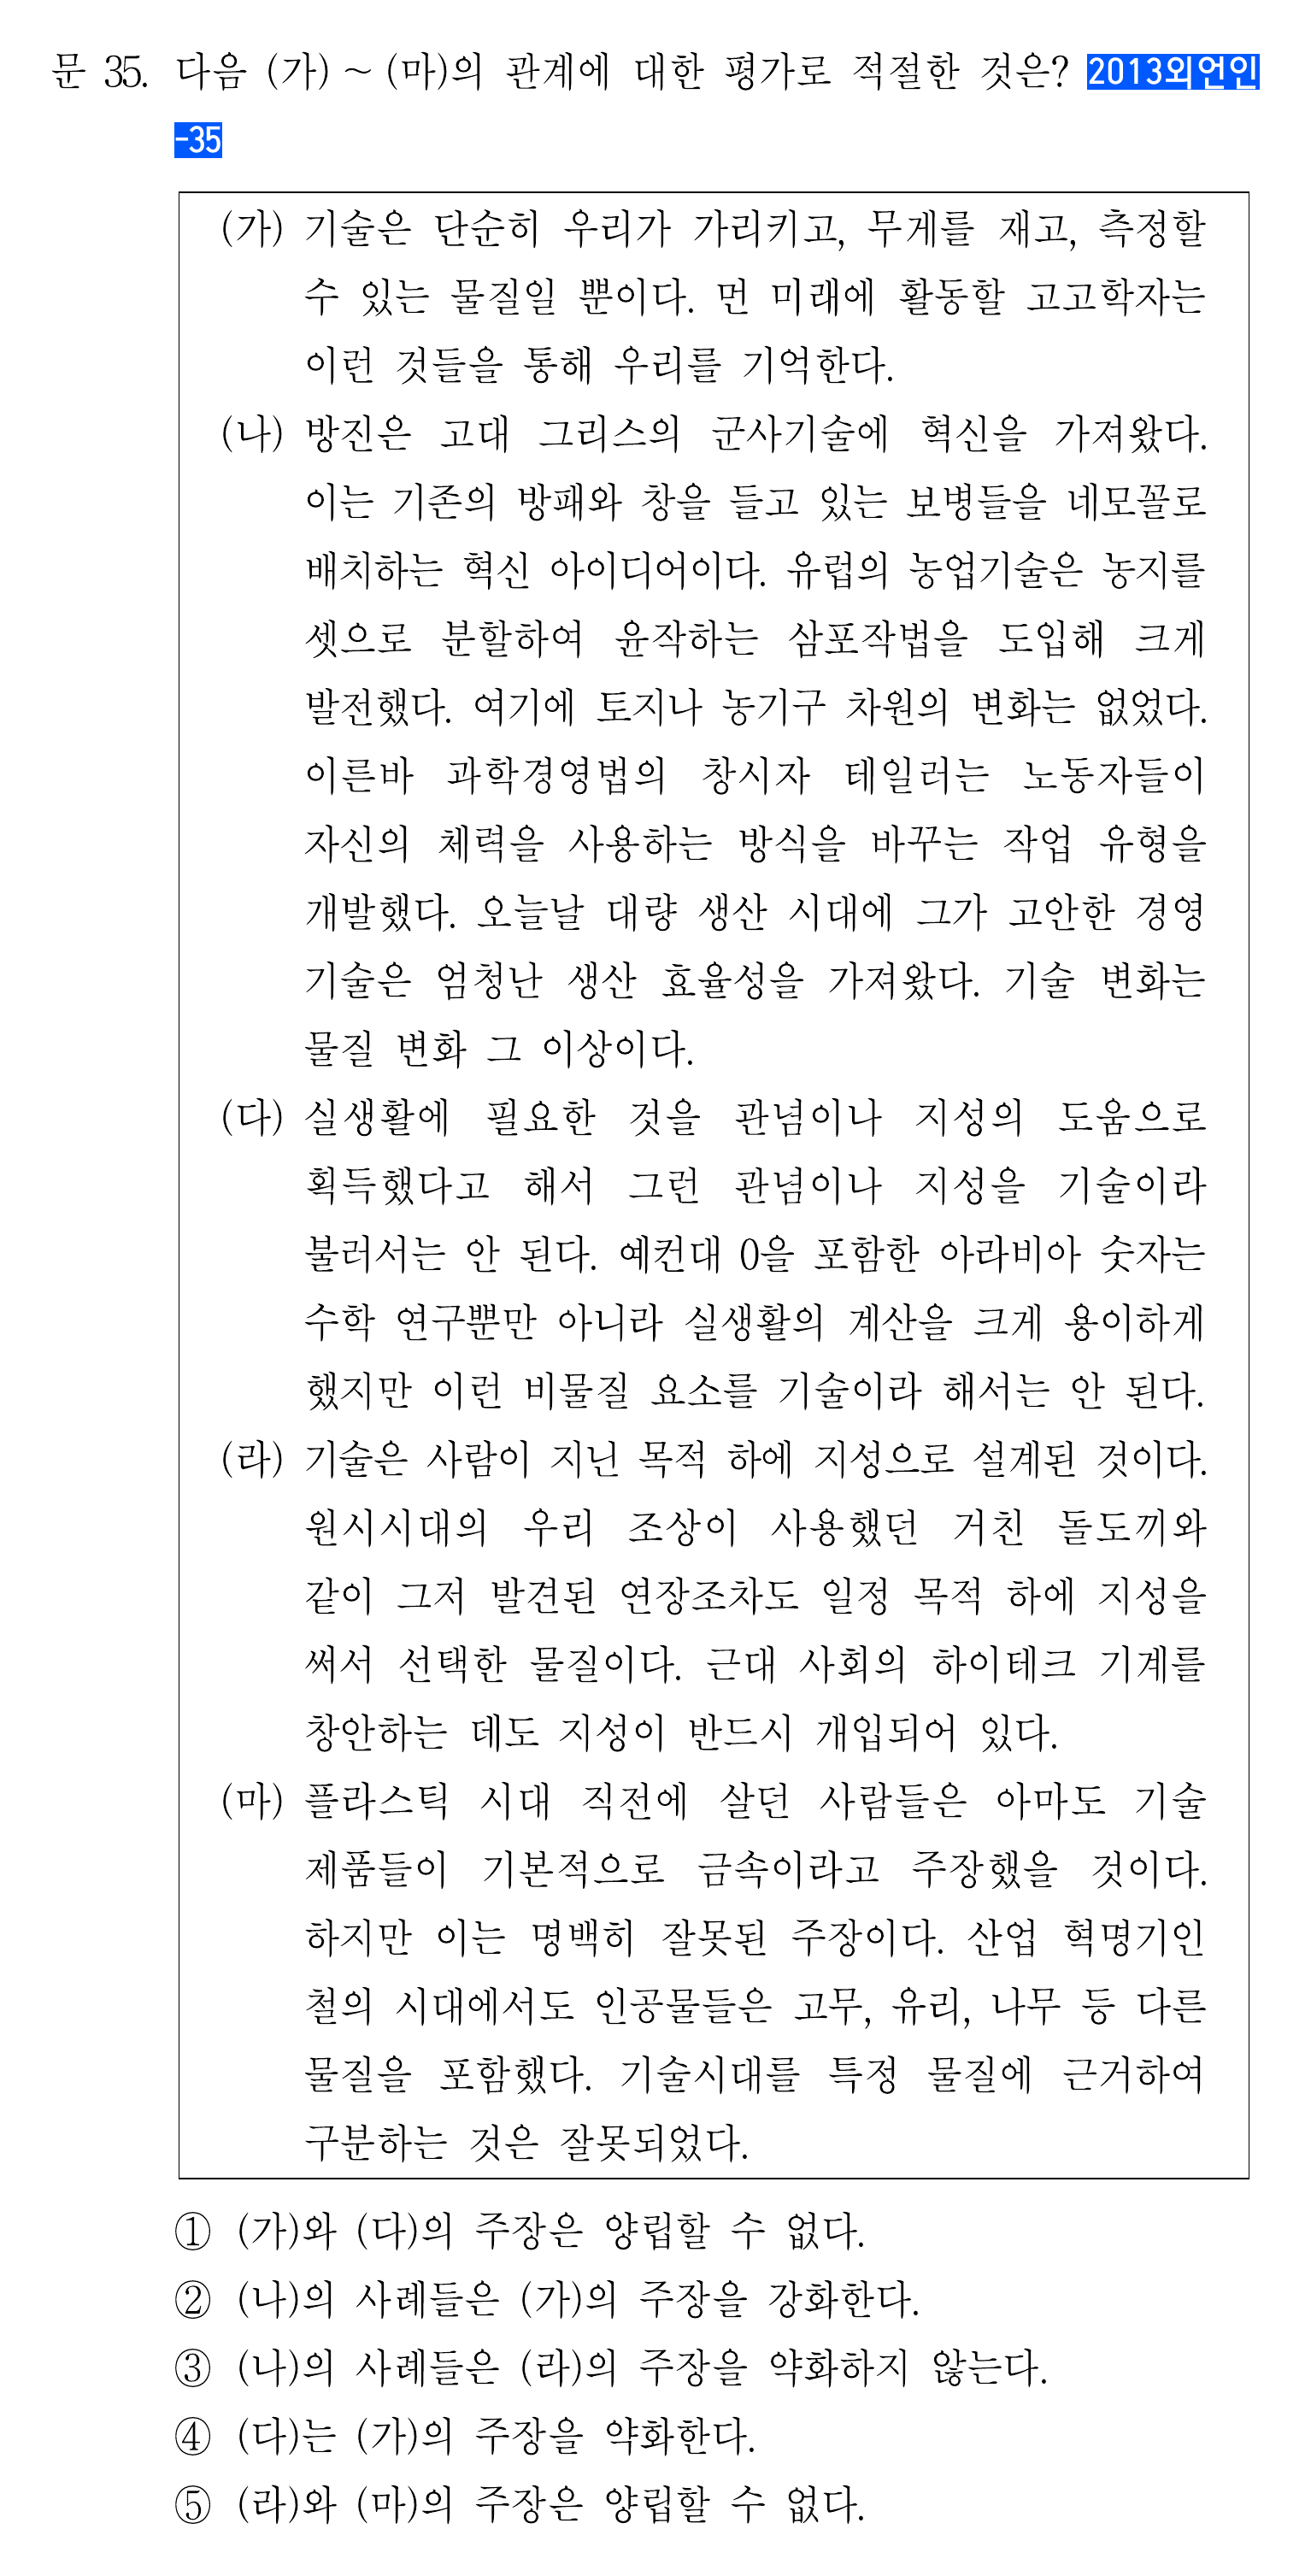 문 35. 다음 (가) ~ (마)의 관계에 대한 평가로 적절한 것은? 2013외언인
-35
(가) 기술은 단순히 우리가 가리키고, 무게를 재고, 측정할
수 있는 물질일 뿐이다. 먼 미래에 활동할 고고학자는
이런 것들을 통해 우리를 기억한다.
(나) 방진은 고대 그리스의 군사기술에 혁신을 가져왔다.
이는 기존의 방패와 창을 들고 있는 보병들을 네모꼴로
배치하는 혁신 아이디어이다. 유럽의 농업기술은 농지를
셋으로 분할하여 윤작하는 삼포작법을 도입해 크게
발전했다. 여기에 토지나 농기구 차원의 변화는 없었다.
이른바 과학경영법의 창시자 테일러는 노동자들이
자신의 체력을 사용하는 방식을 바꾸는 작업 유형을
개발했다. 오늘날 대량 생산 시대에 그가 고안한 경영
기술은 엄청난 생산 효율성을 가져왔다. 기술 변화는
물질 변화 그 이상이다.
(다) 실생활에 필요한 것을 관념이나 지성의 도움으로
획득했다고 해서 그런 관념이나 지성을 기술이라
불러서는 안 된다. 예컨대 0을 포함한 아라비아 숫자는
수학 연구뿐만 아니라 실생활의 계산을 크게 용이하게
했지만 이런 비물질 요소를 기술이라 해서는 안 된다.
(라) 기술은 사람이 지닌 목적 하에 지성으로 설계된 것이다.
원시시대의 우리 조상이 사용했던 거친 돌도끼와
같이 그저 발견된 연장조차도 일정 목적 하에 지성을
써서 선택한 물질이다. 근대 사회의 하이테크 기계를
창안하는 데도 지성이 반드시 개입되어 있다.
(마) 플라스틱 시대 직전에 살던 사람들은 아마도 기술
제품들이 기본적으로 금속이라고 주장했을 것이다.
하지만 이는 명백히 잘못된 주장이다. 산업 혁명기인
철의 시대에서도 인공물들은 고무, 유리, 나무 등 다른
물질을 포함했다. 기술시대를 특정 물질에 근거하여
구분하는 것은 잘못되었다.
① (가)와 (다)의 주장은 양립할 수 없다.
② (나)의 사례들은 (가)의 주장을 강화한다.
③ (나)의 사례들은 (라)의 주장을 약화하지 않는다.
④ (다)는 (가)의 주장을 약화한다.
⑤ (라)와 (마)의 주장은 양립할 수 없다.